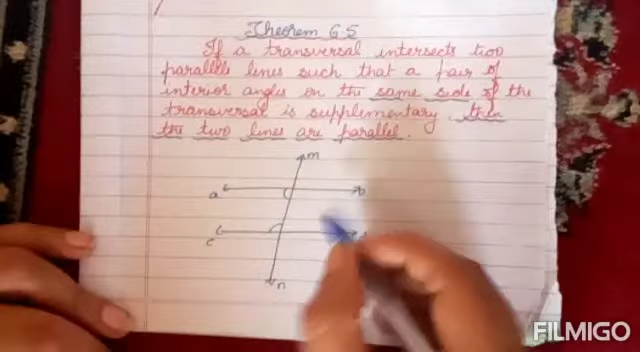 Theorem 6.5
If a transversal intersects two
parallel lines such that a pair of
interior angles on the same side of the
transversal is supplementary, then
the two lines are parallel.
m
a b
c
n
FILMIGO